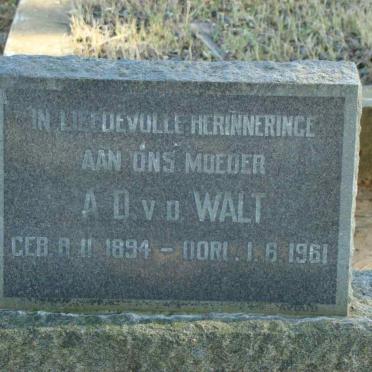 IN LIEFDEVOLLE HERINNERINGE
AAN ONS MOEDER
A D. v.d. WALT
GEB. 8.11.1894 - OORL. 1.6.1961